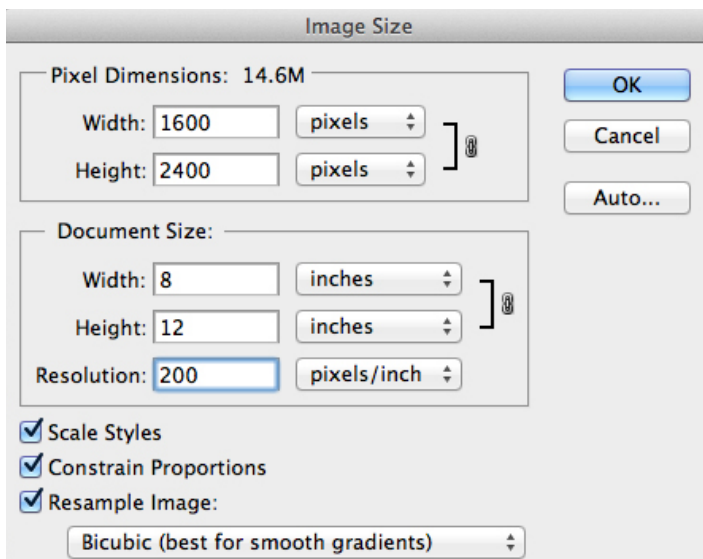 Image Size
Pixel Dimensions: 14.6M
Width: 1600 pixels
Height: 2400 pixels
OK
Cancel
Auto...
Document Size:
Width: 8 inches
Height: 12 inches
Resolution: 200 pixels/inch
Scale Styles
Constrain Proportions
Resample Image:
Bicubic (best for smooth gradients)